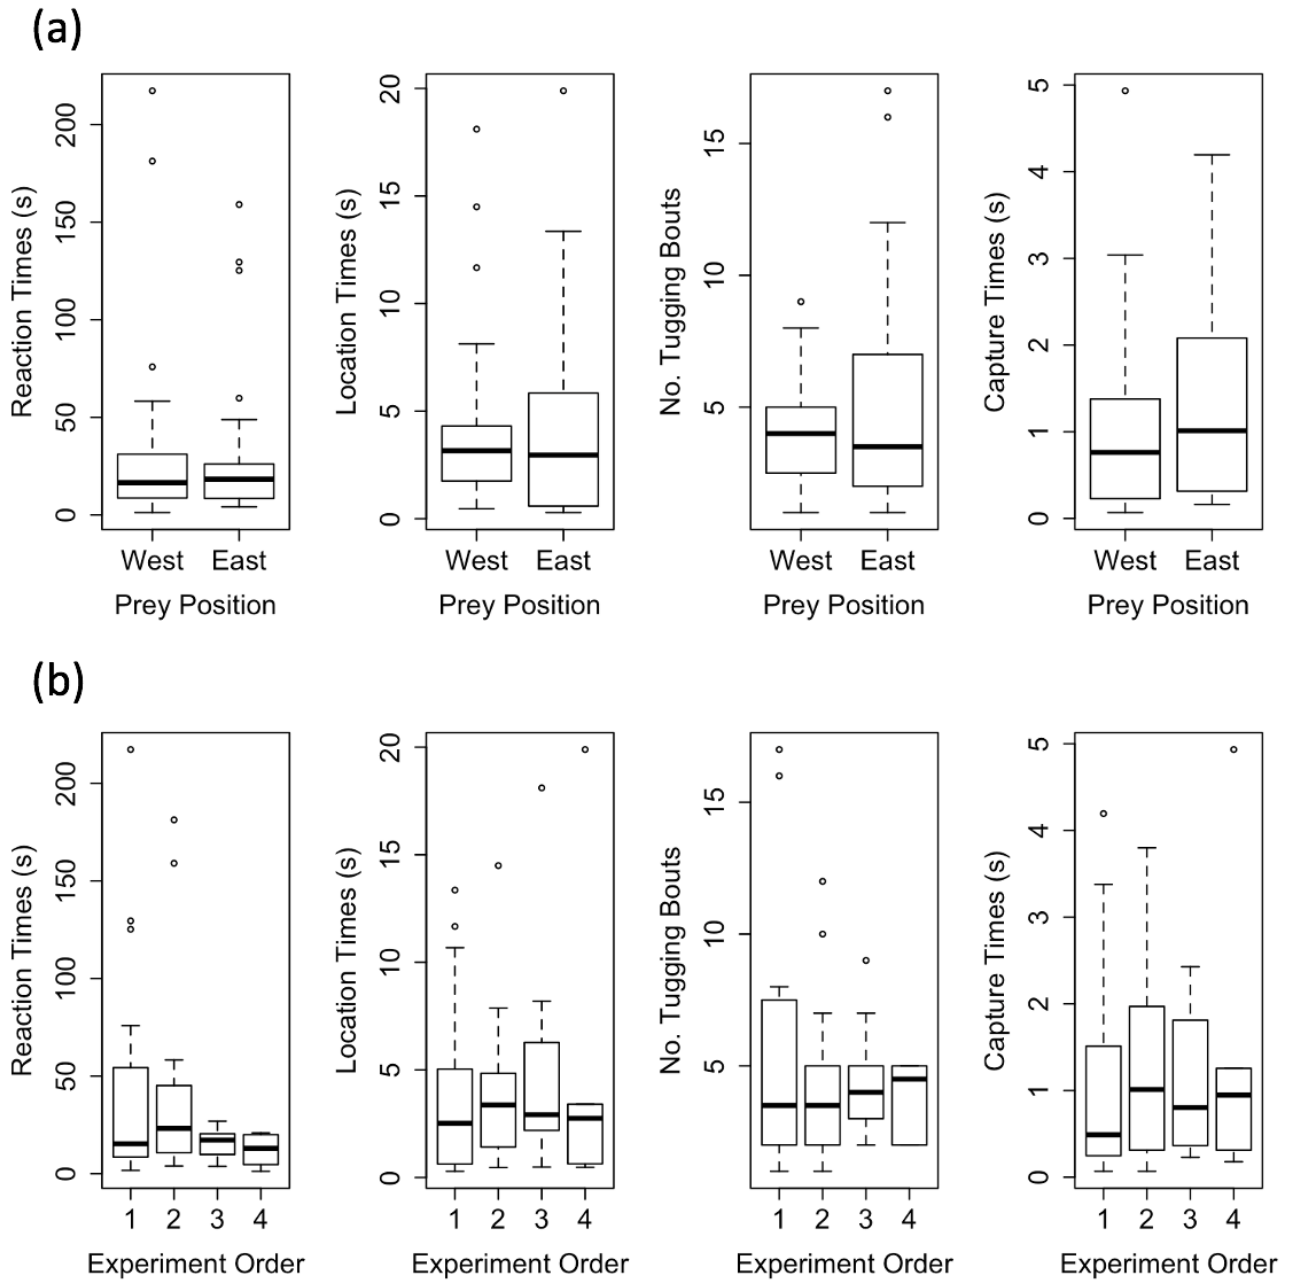 (a)
Reaction Times (s)
0 50 100 150 200
West East
Prey Position
Location Times (s)
0 5 10 15 20
West East
Prey Position
No. Tugging Bouts
5 10 15
West East
Prey Position
Capture Times (s)
0 1 2 3 4 5
West East
Prey Position
(b)
Reaction Times (s)
0 50 100 150 200
1 2 3 4
Experiment Order
Location Times (s)
0 5 10 15 20
1 2 3 4
Experiment Order
No. Tugging Bouts
5 10 15
1 2 3 4
Experiment Order
Capture Times (s)
0 1 2 3 4 5
1 2 3 4
Experiment Order